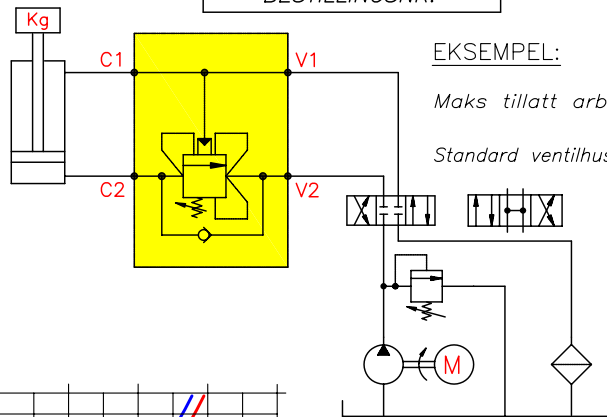 Kg
C1
V1
EKSEMPEL:
Maks tillatt arb
Standard ventilhus
C2
V2
M